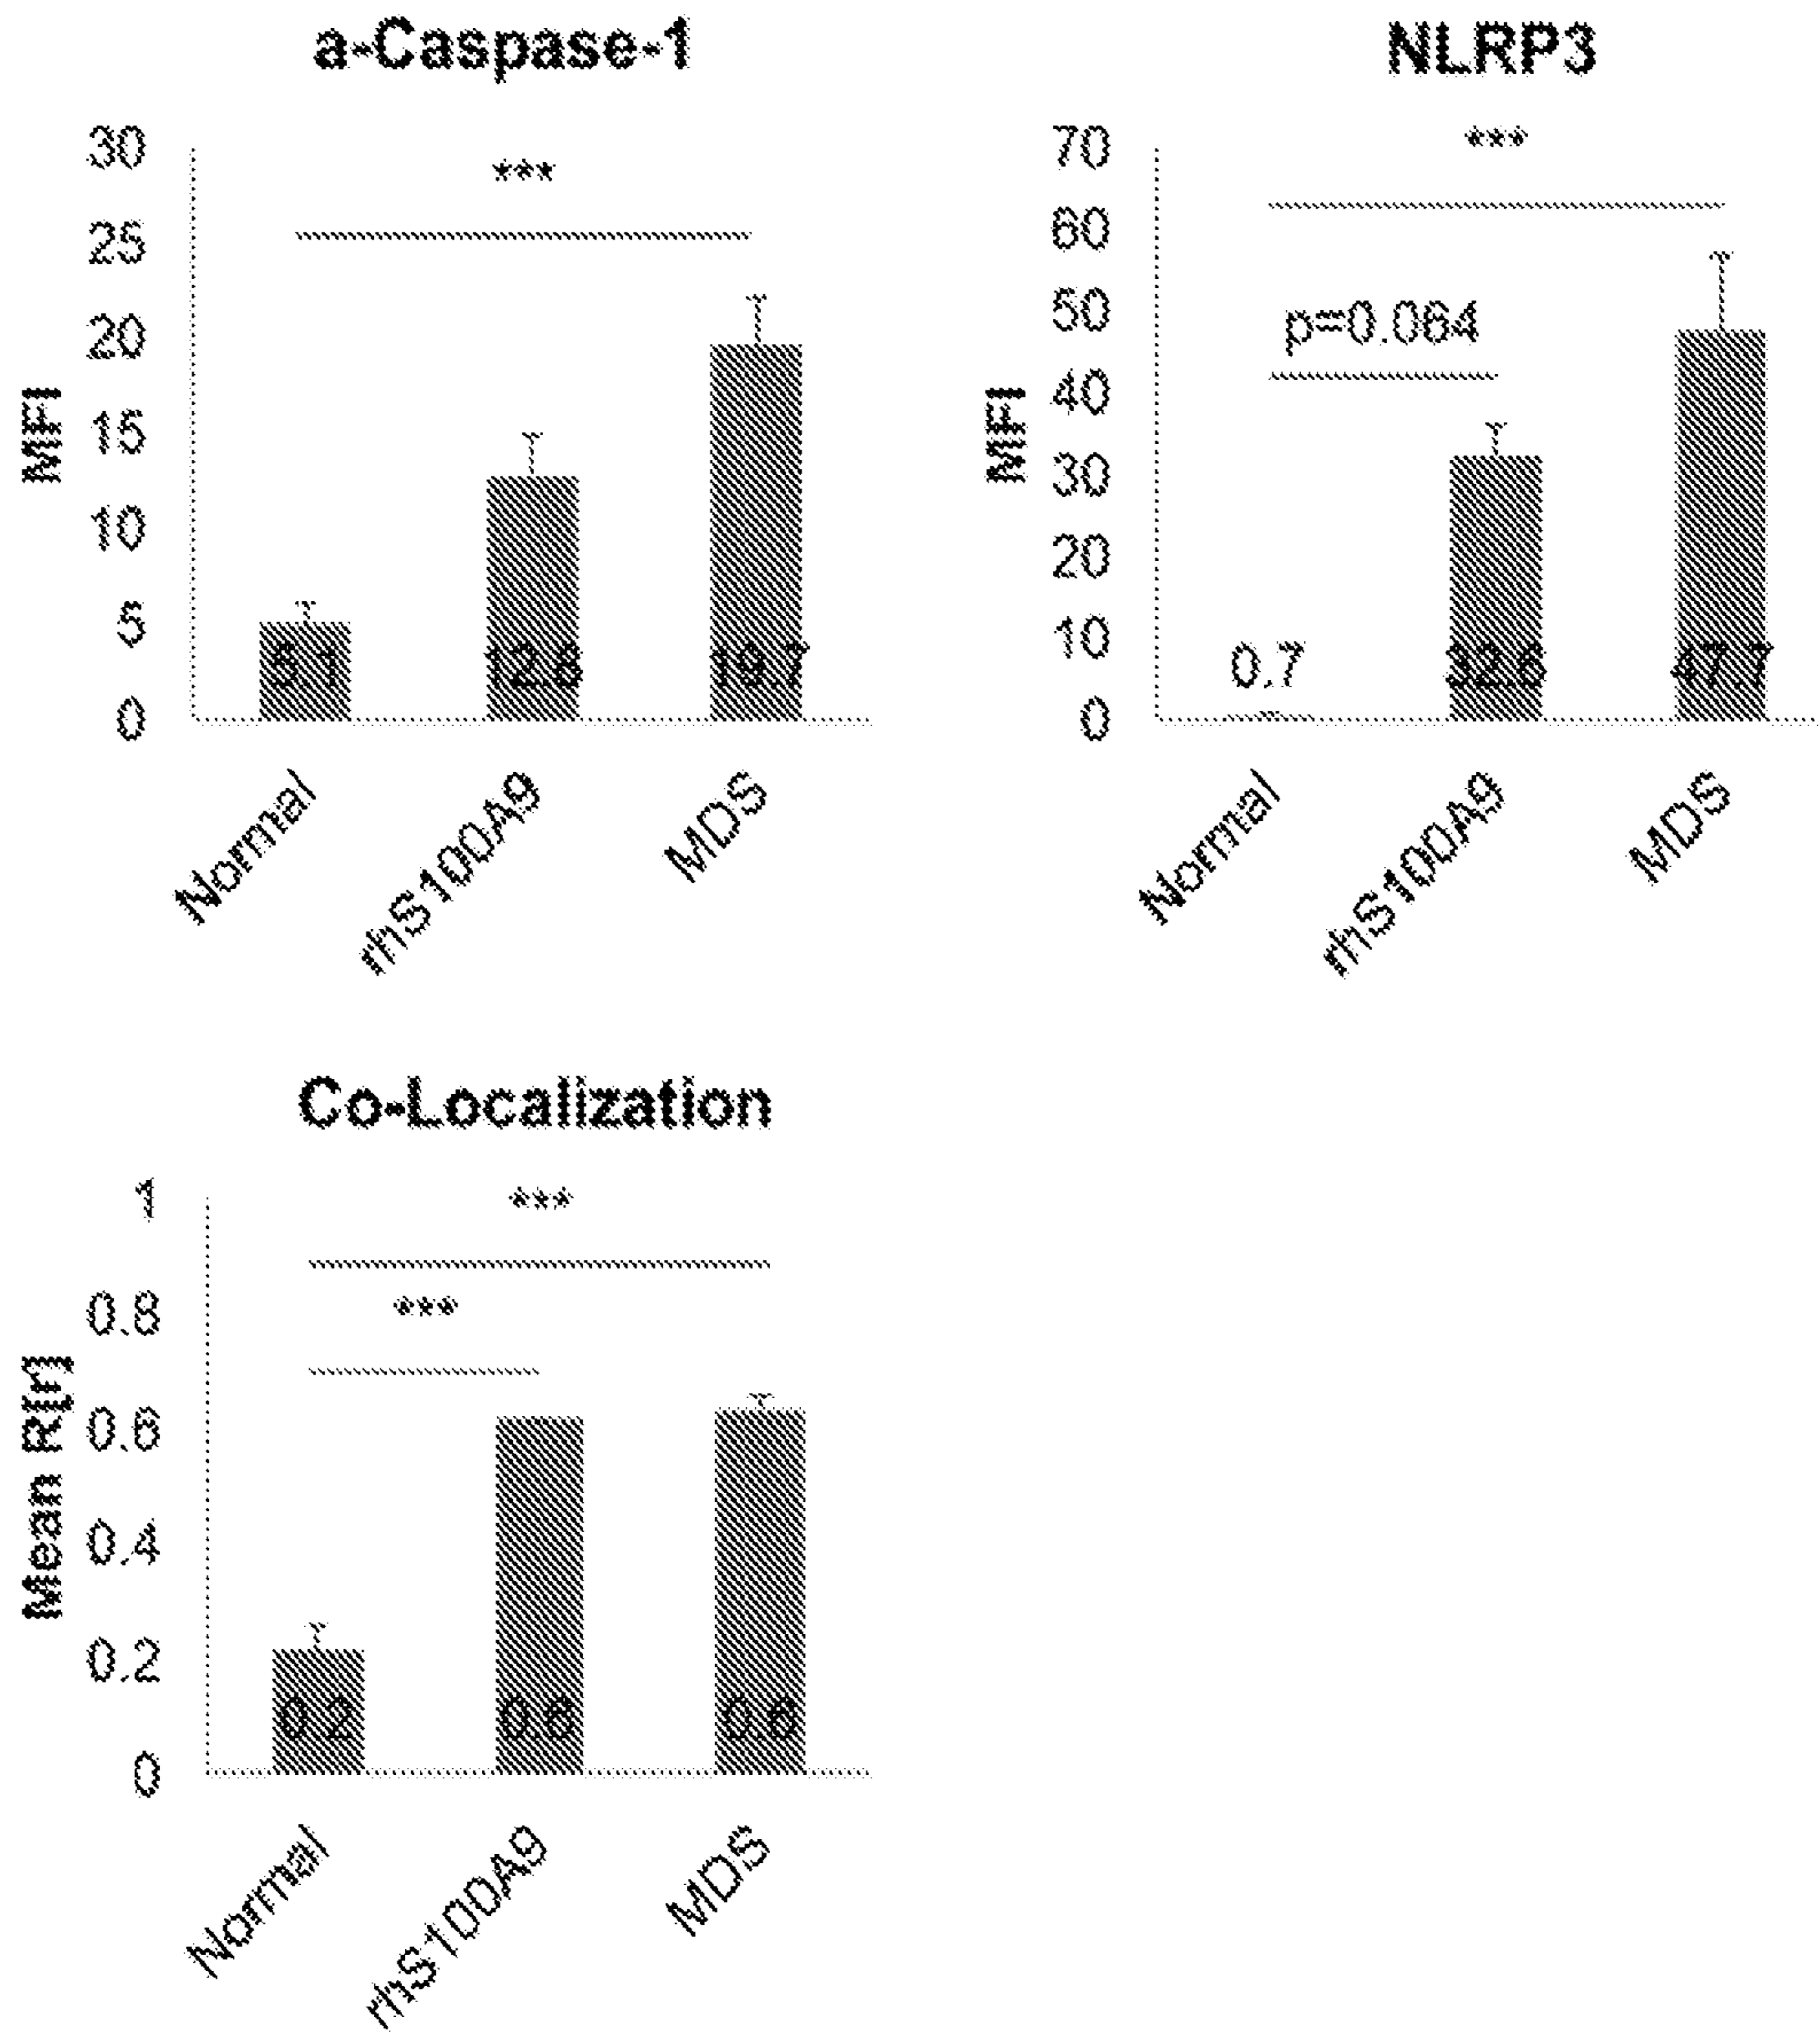 a-Caspase-1
30
25
20
15
10
5
0
MFI
***
5.1
12.8
19.7
Normal
rhS100A9
MDS
NLRP3
70
60
50
40
30
20
10
0
MFI
***
p=0.064
0.7
32.6
47.7
Normal
rhS100A9
MDS
Co-Localization
1
0.8
0.6
0.4
0.2
0
Mean R[r]
***
***
0.2
0.6
0.6
Normal
rhS100A9
MDS